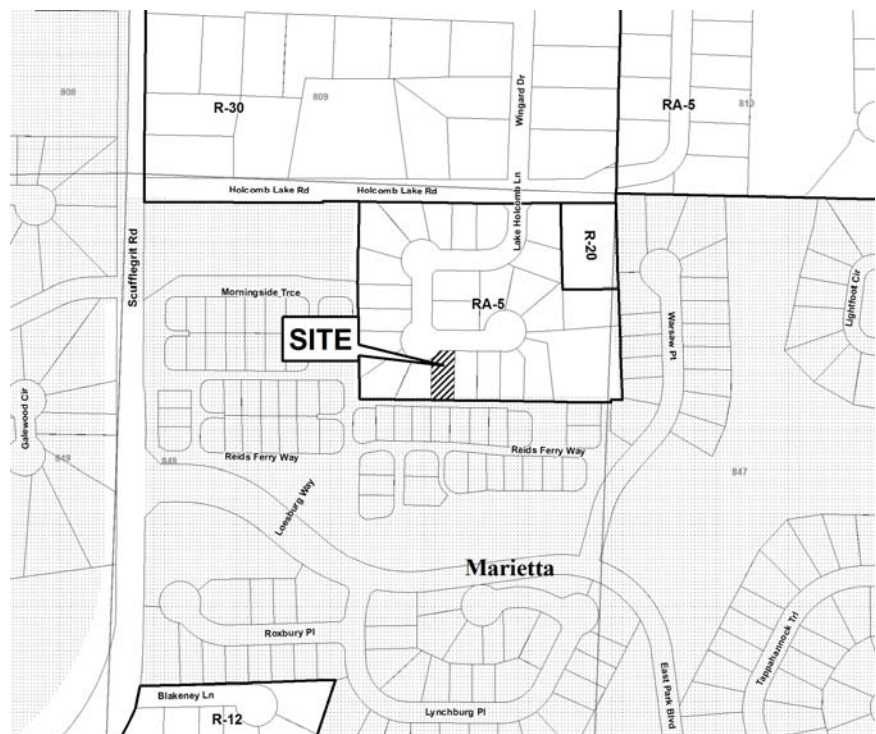 808
R-30
809
Wingard Dr
RA-5
810
Holcomb Lake Rd
Holcomb Lake Rd
Lake Holcomb Ln
R-20
Scufflegrit Rd
Morningside Trce
RA-5
SITE
Warsaw Pt
Lightfoot Cir
Galewood Cir
849
848
Reids Ferry Way
Reids Ferry Way
847
Loesburg Way
Marietta
Roxbury Pl
Tappahannock Trl
East Park Blvd
Blakeney Ln
R-12
Lynchburg Pl